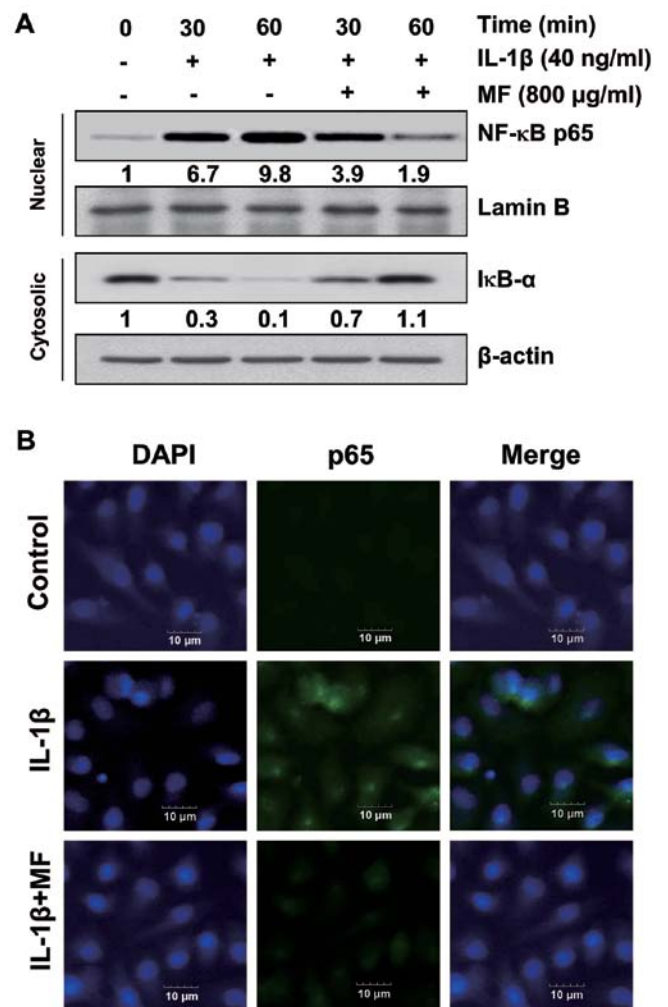 A
0 30 60 30 60 Time (min)
- + + + + IL-1β (40 ng/ml)
- - - + + MF (800 µg/ml)
Nuclear
NF-κB p65
1 6.7 9.8 3.9 1.9
Lamin B
Cytosolic
IκB-α
1 0.3 0.1 0.7 1.1
β-actin
B
DAPI p65 Merge
Control
10 µm 10 µm 10 µm
IL-1β
10 µm 10 µm 10 µm
IL-1β+MF
10 µm 10 µm 10 µm